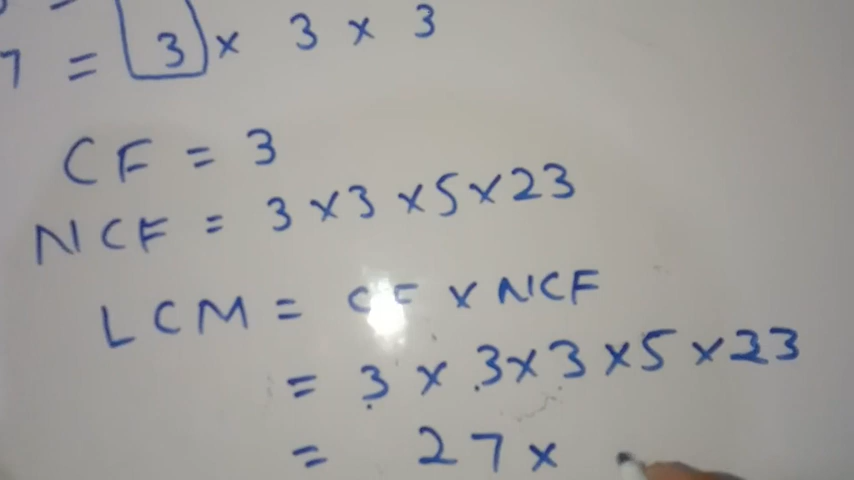 7 = 3 × 3 × 3
CF = 3
NCF = 3 × 3 × 5 × 23
LCM = CF × NCF
= 3 × 3 × 3 × 5 × 23
= 27 ×